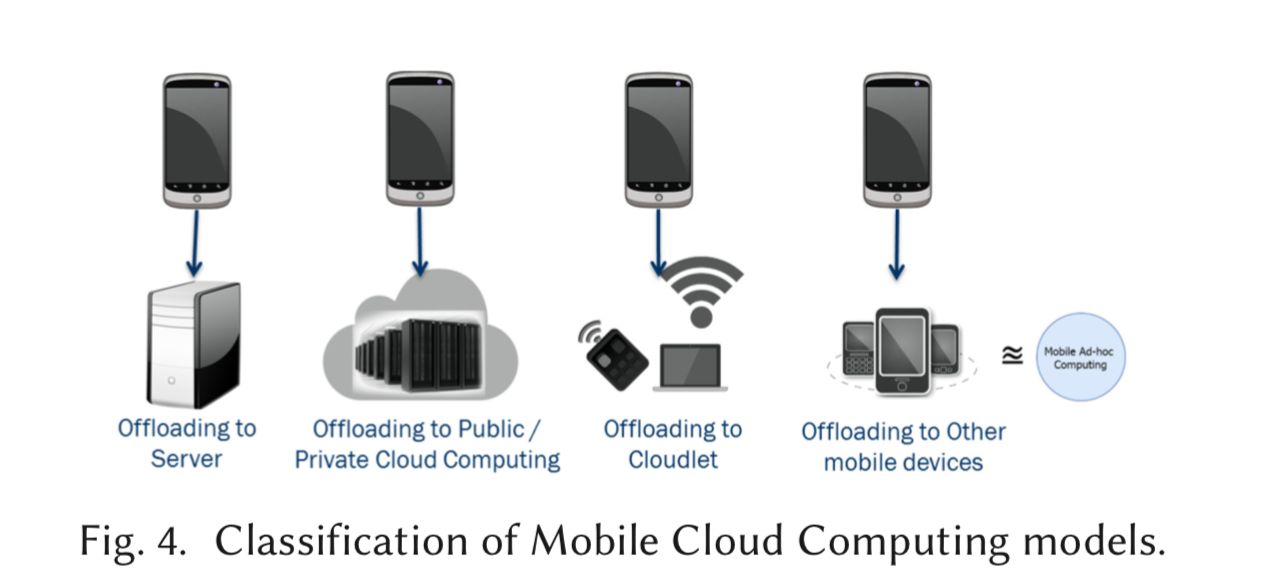 Offloading to
Server
Offloading to Public /
Private Cloud Computing
Offloading to
Cloudlet
Offloading to Other
mobile devices
≊
Mobile Ad-hoc
Computing
Fig. 4. Classification of Mobile Cloud Computing models.